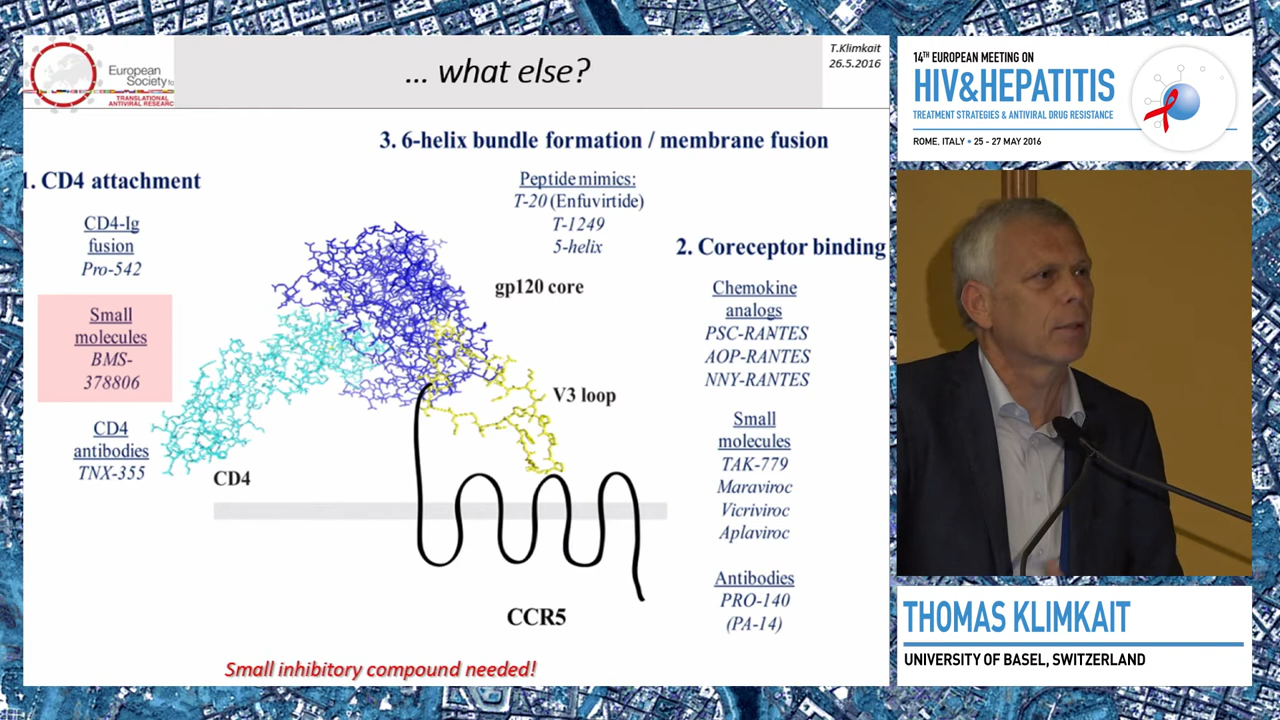 European
Society fo
TRANSLATIONAL
ANTIVIRAL RESEARC
... what else?
T.Klimkait
26.5.2016
3. 6-helix bundle formation / membrane fusion
1. CD4 attachment
CD4-Ig
fusion
Pro-542
Small
molecules
BMS-
378806
CD4
antibodies
TNX-355
Peptide mimics:
T-20 (Enfuvirtide)
T-1249
5-helix
gp120 core
V3 loop
CD4
CCR5
2. Coreceptor binding
Chemokine
analogs
PSC-RANTES
AOP-RANTES
NNY-RANTES
Small
molecules
TAK-779
Maraviroc
Vicriviroc
Aplaviroc
Antibodies
PRO-140
(PA-14)
Small inhibitory compound needed!
14TH EUROPEAN MEETING ON
HIV&HEPATITIS
TREATMENT STRATEGIES & ANTIVIRAL DRUG RESISTANCE
ROME, ITALY • 25 - 27 MAY 2016
THOMAS KLIMKAIT
UNIVERSITY OF BASEL, SWITZERLAND